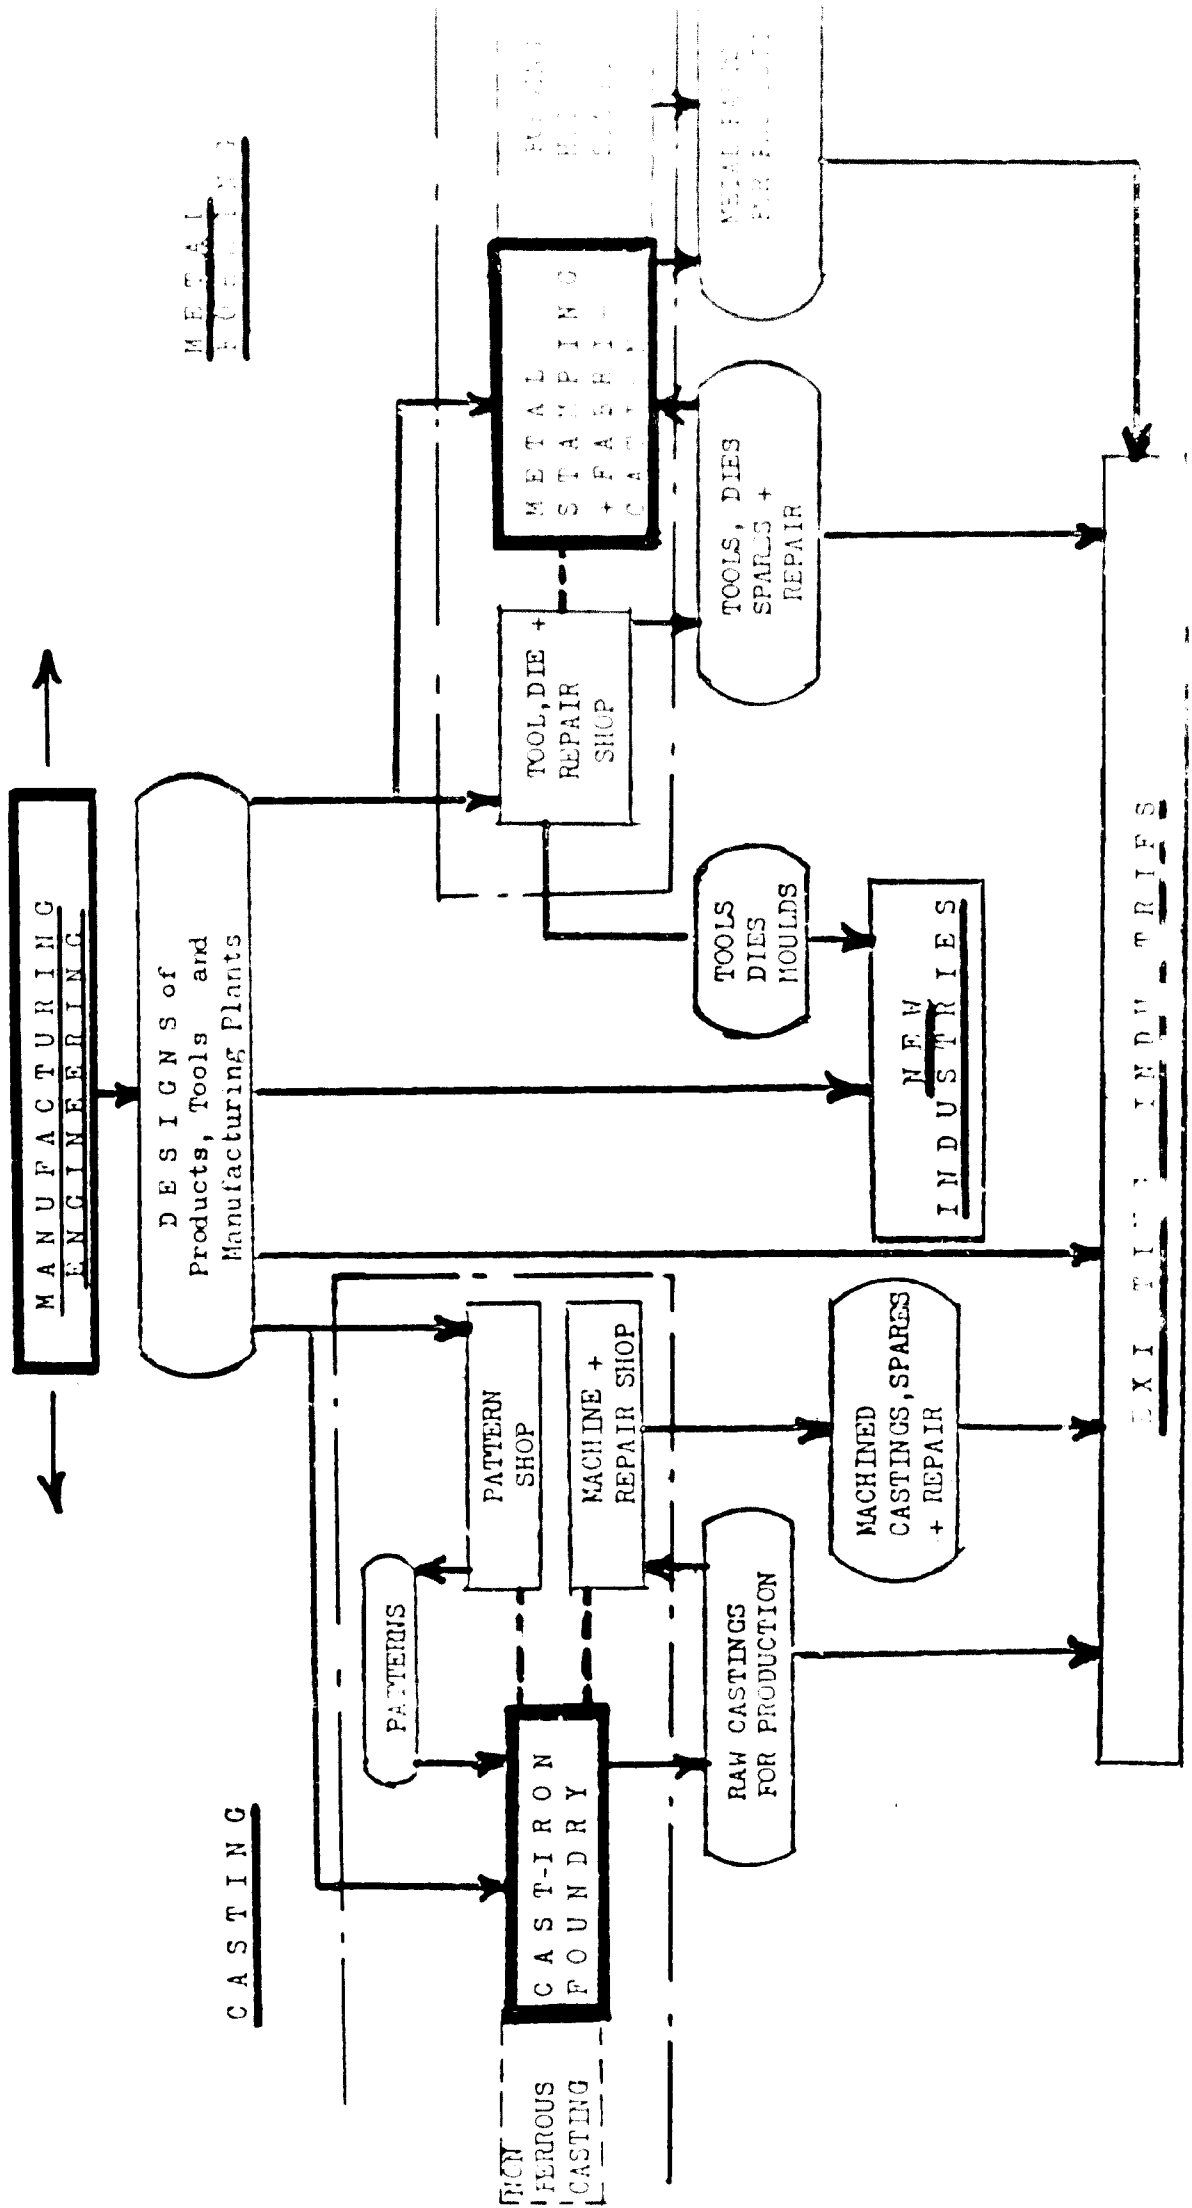 MANUFACTURING
ENGINEERING
DESIGNS of
Products, Tools and
Manufacturing Plants
CASTING
METAL
PATTERNS
PATTERN
SHOP
MACHINE +
REPAIR SHOP
NON
FERROUS
CASTING
CAST-IRON
FOUNDRY
RAW CASTINGS
FOR PRODUCTION
MACHINED
CASTINGS, SPARES
+ REPAIR
TOOL, DIE +
REPAIR
SHOP
METAL
STAMPING
+ FABRI-
TOOLS
DIES
MOULDS
TOOLS, DIES
SPARES +
REPAIR
NEW
INDUSTRIES